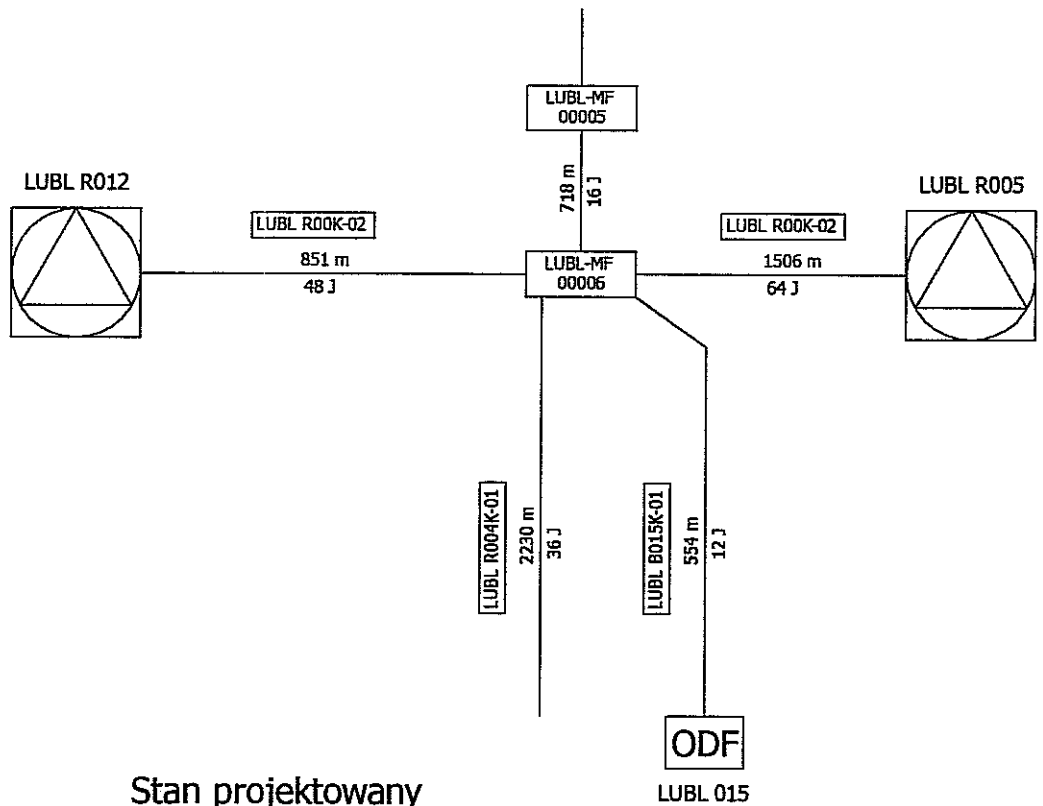 LUBL-MF
00005
718 m
16 J
LUBL R012
LUBL R00K-02
851 m
48 J
LUBL-MF
00006
LUBL R00K-02
1506 m
64 J
LUBL R005
LUBL R004K-01
2230 m
36 J
LUBL B015K-01
554 m
12 J
ODF
LUBL 015
Stan projektowany